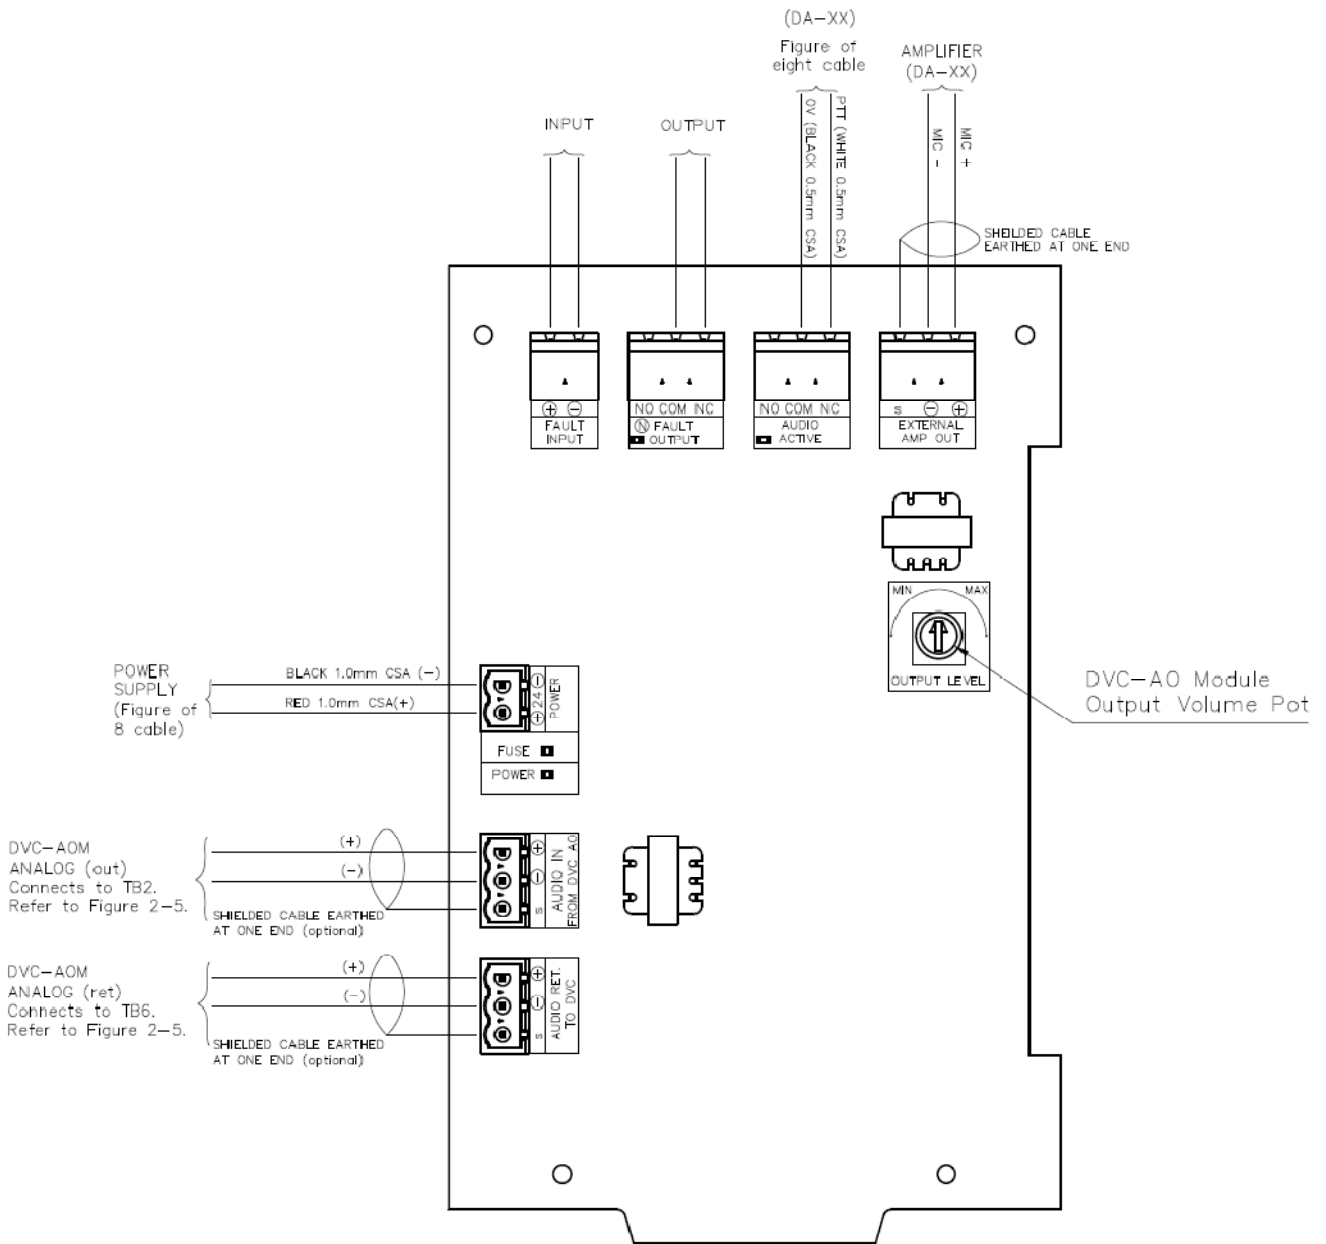 (DA-XX)
Figure of
eight cable
AMPLIFIER
(DA-XX)
INPUT
OUTPUT
0V (BLACK 0.5mm CSA)
PTT (WHITE 0.5mm CSA)
MIC -
MIC +
SHEILDED CABLE
EARTHED AT ONE END
+ -
FAULT
INPUT
NO COM NC
N FAULT
OUTPUT
NO COM NC
AUDIO
ACTIVE
S - +
EXTERNAL
AMP OUT
MIN
MAX
OUTPUT LEVEL
DVC-AO Module
Output Volume Pot
POWER
SUPPLY
(Figure of
8 cable)
BLACK 1.0mm CSA (-)
RED 1.0mm CSA(+)
- 24 +
POWER
FUSE
POWER
DVC-AOM
ANALOG (out)
Connects to TB2.
Refer to Figure 2-5.
(+)
(-)
SHIELDED CABLE EARTHED
AT ONE END (optional)
+ - S
AUDIO IN
FROM DVC AO
DVC-AOM
ANALOG (ret)
Connects to TB6.
Refer to Figure 2-5.
(+)
(-)
SHIELDED CABLE EARTHED
AT ONE END (optional)
+ - S
AUDIO RET.
TO DVC